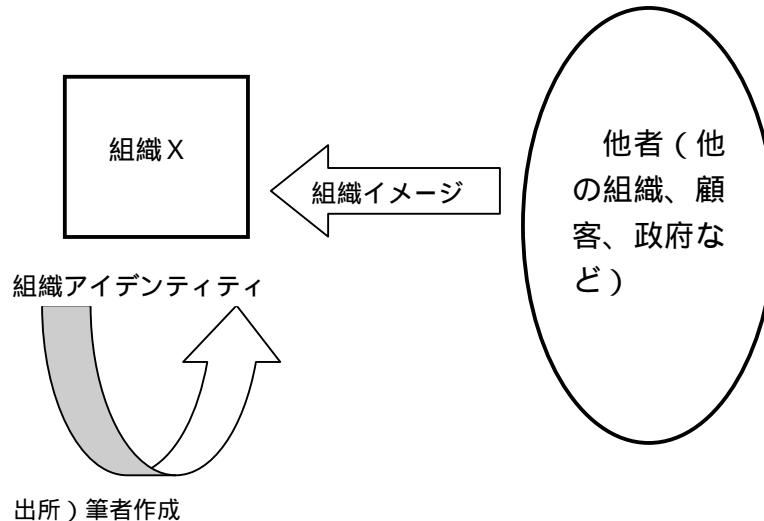 組織Ｘ
組織イメージ
他者（他
の組織、顧
客、政府な
ど）
組織アイデンティティ
出所）筆者作成